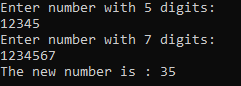 Enter number with 5 digits:
12345
Enter number with 7 digits:
1234567
The new number is : 35